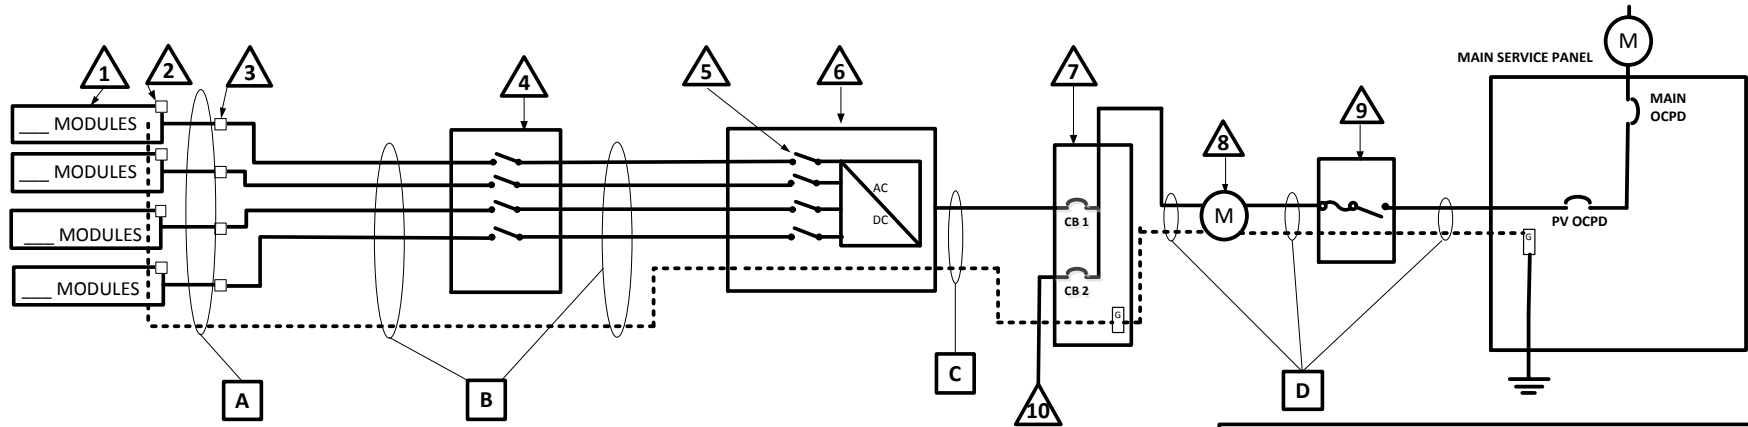 1
2
3
4
5
6
7
8
9
10
___ MODULES
___ MODULES
___ MODULES
___ MODULES
AC
DC
CB 1
CB 2
G
M
MAIN SERVICE PANEL
M
MAIN
OCPD
PV OCPD
G
A
B
C
D